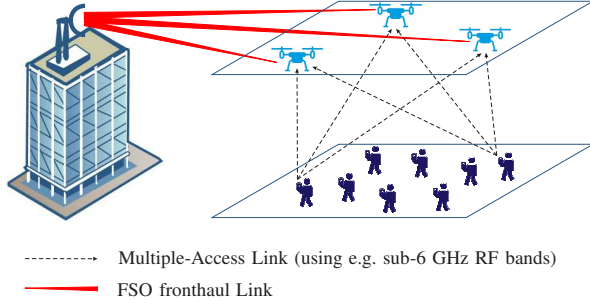 Multiple-Access Link (using e.g. sub-6 GHz RF bands)
FSO fronthaul Link